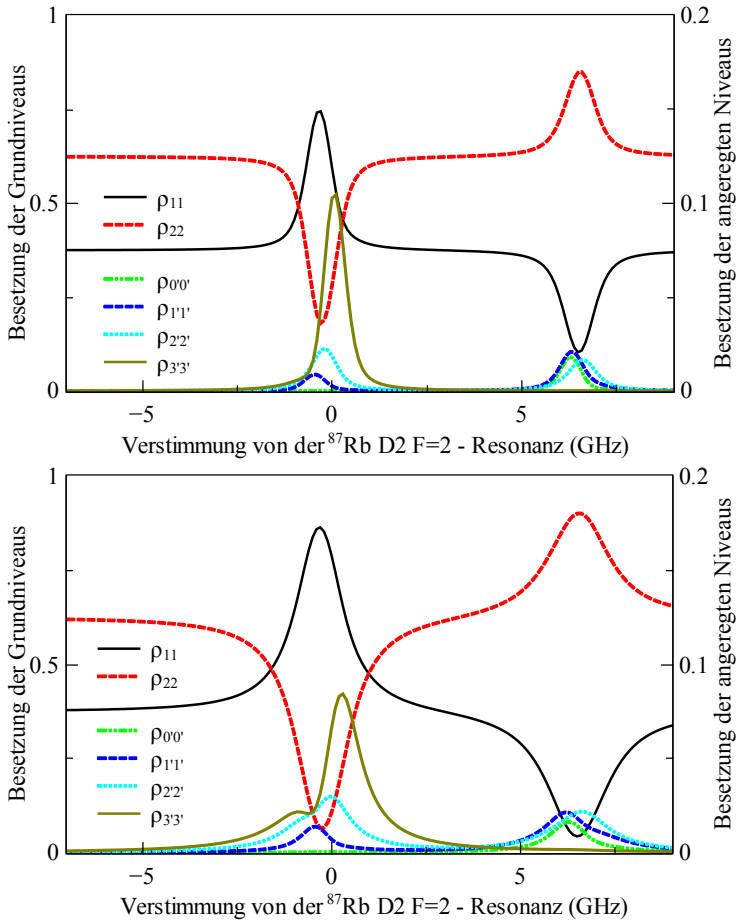 1
0.5
0
0.2
0.1
0
Besetzung der Grundniveaus
Besetzung der angeregten Niveaus
ρ₁₁
ρ₂₂
ρ₀'₀'
ρ₁'₁'
ρ₂'₂'
ρ₃'₃'
−5 0 5
Verstimmung von der ⁸⁷Rb D2 F=2 - Resonanz (GHz)
1
0.5
0
0.2
0.1
0
Besetzung der Grundniveaus
Besetzung der angeregten Niveaus
ρ₁₁
ρ₂₂
ρ₀'₀'
ρ₁'₁'
ρ₂'₂'
ρ₃'₃'
−5 0 5
Verstimmung von der ⁸⁷Rb D2 F=2 - Resonanz (GHz)